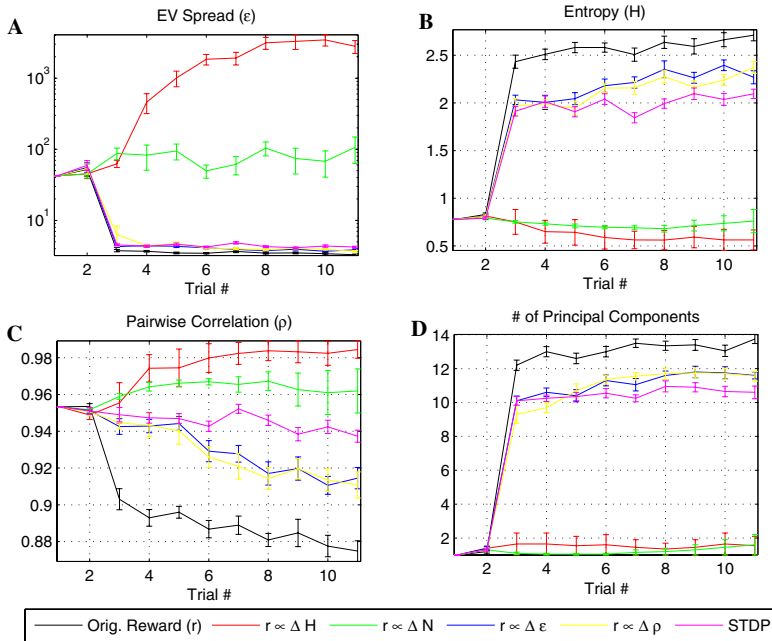 A
EV Spread (ε)
10³
10²
10¹
2 4 6 8 10
Trial #
B
Entropy (H)
2.5
2
1.5
1
0.5
2 4 6 8 10
Trial #
C
Pairwise Correlation (ρ)
0.98
0.96
0.94
0.92
0.9
0.88
2 4 6 8 10
Trial #
D
# of Principal Components
14
12
10
8
6
4
2
2 4 6 8 10
Trial #
Orig. Reward (r) r ∝ Δ H r ∝ Δ N r ∝ Δ ε r ∝ Δ ρ STDP